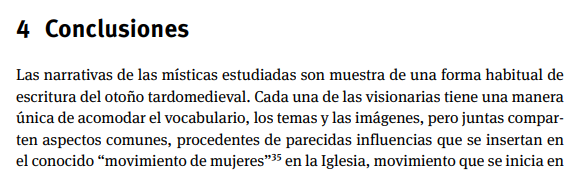 4 Conclusiones
Las narrativas de las místicas estudiadas son muestra de una forma habitual de
escritura del otoño tardomedieval. Cada una de las visionarias tiene una manera
única de acomodar el vocabulario, los temas y las imágenes, pero juntas compar-
ten aspectos comunes, procedentes de parecidas influencias que se insertan en
el conocido “movimiento de mujeres”³⁵ en la Iglesia, movimiento que se inicia en